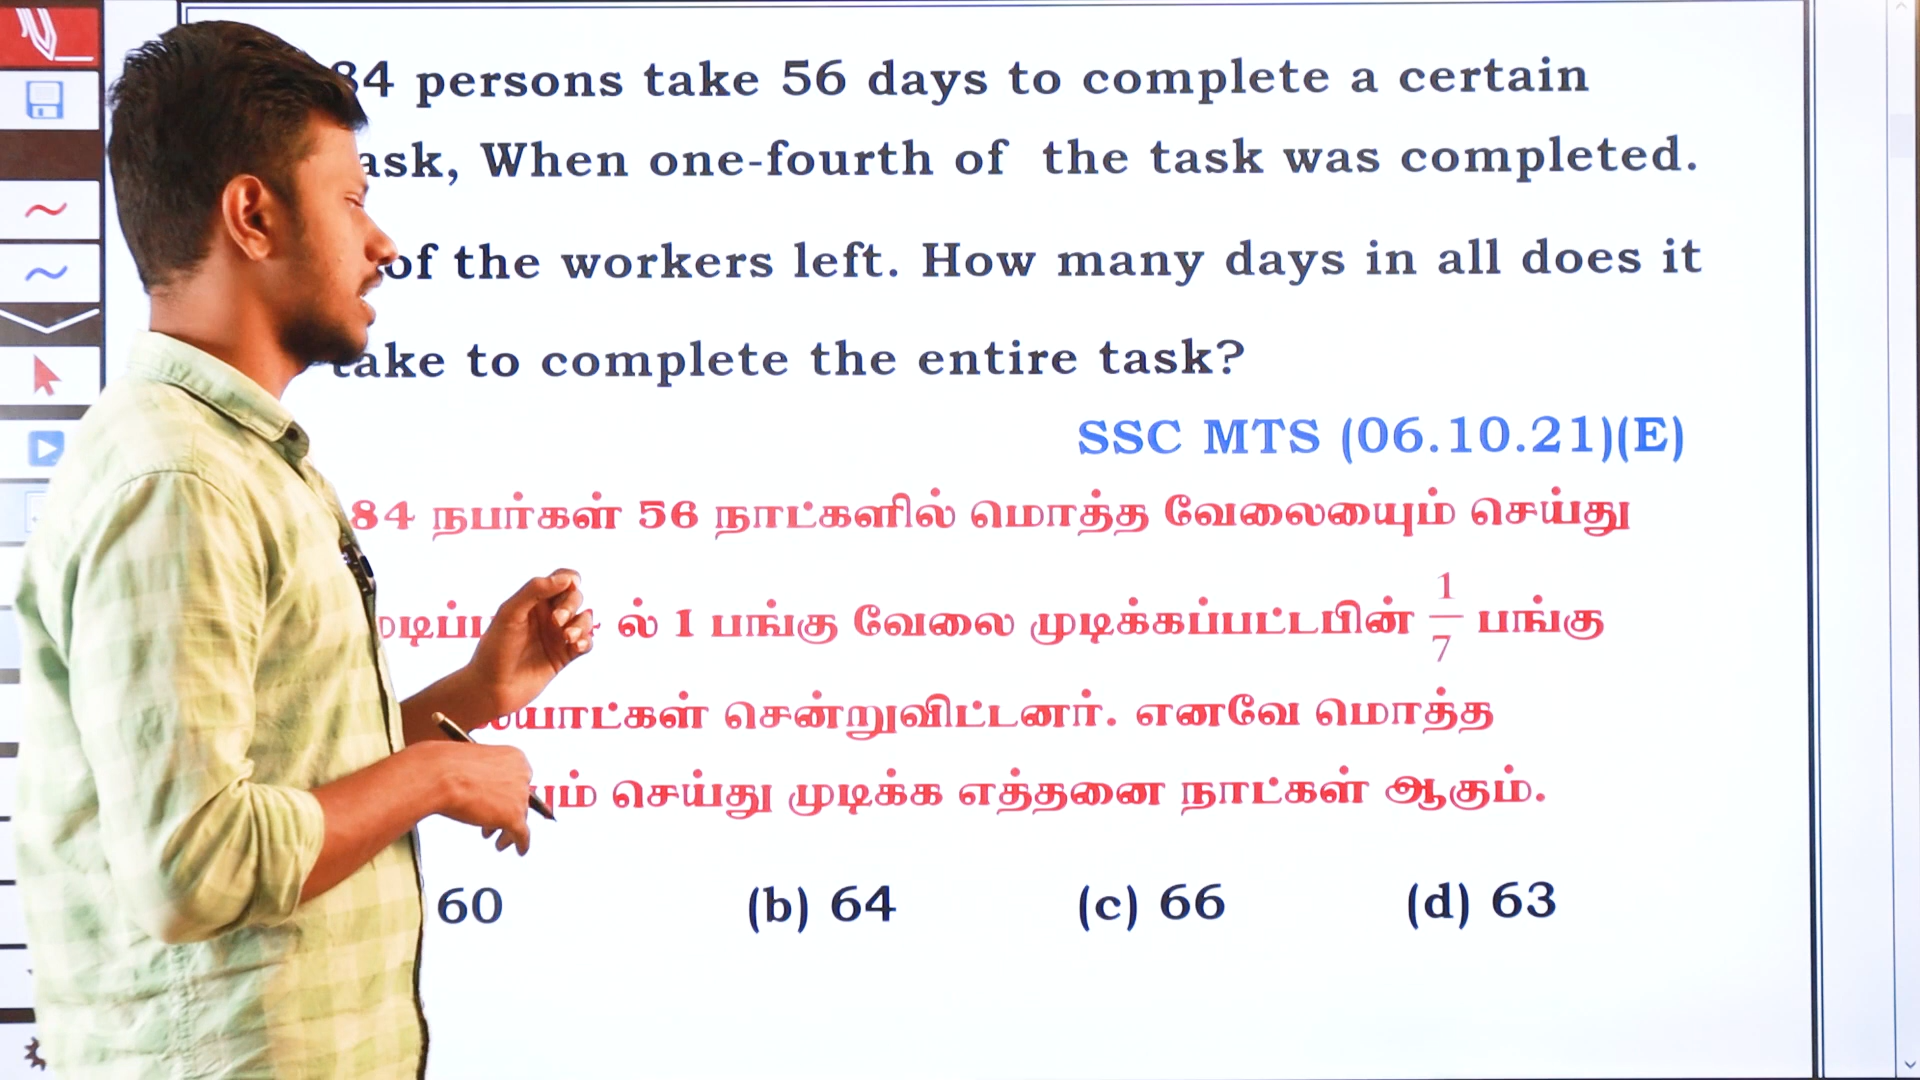 84 persons take 56 days to complete a certain
task, When one-fourth of the task was completed.
of the workers left. How many days in all does it
take to complete the entire task?
SSC MTS (06.10.21)(E)
84 நபர்கள் 56 நாட்களில் மொத்த வேலையையும் செய்து
ல் 1 பங்கு வேலை முடிக்கப்பட்டபின் 1/7 பங்கு
சென்றுவிட்டனர். எனவே மொத்த
செய்து முடிக்க எத்தனை நாட்கள் ஆகும்.
60 (b) 64 (c) 66 (d) 63